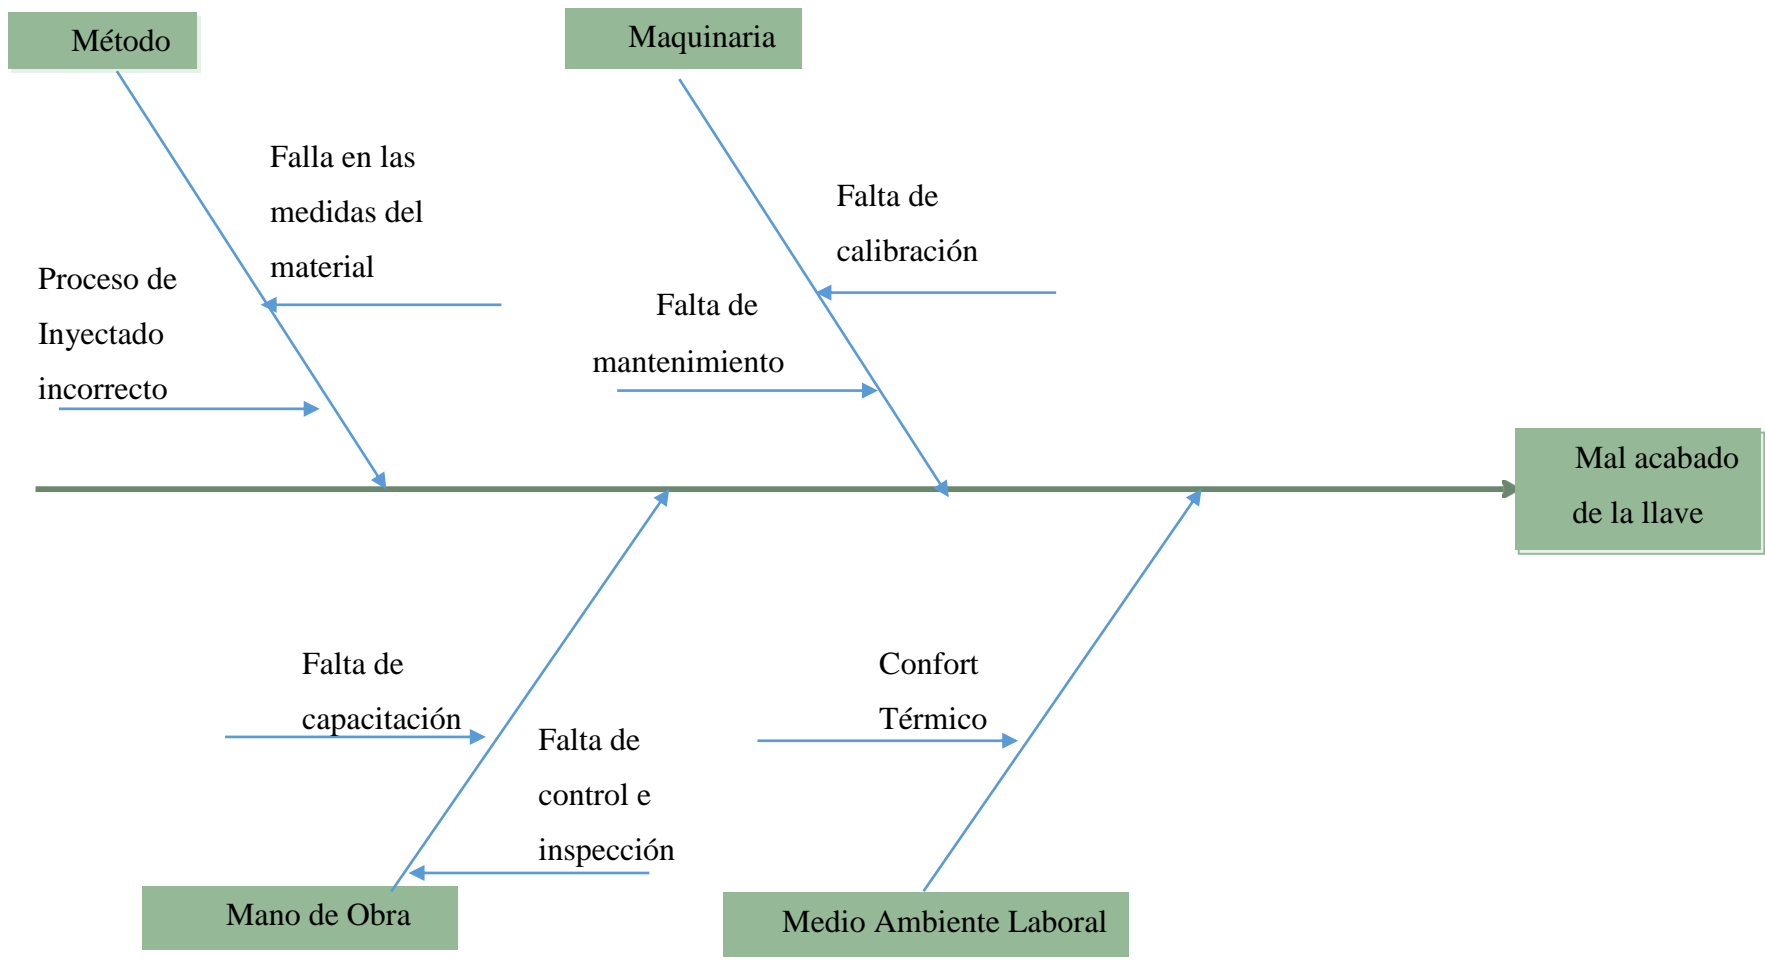 Método
Maquinaria
Falla en las
medidas del
material
Proceso de
Inyectado
incorrecto
Falta de
calibración
Falta de
mantenimiento
Mal acabado
de la llave
Falta de
capacitación
Falta de
control e
inspección
Confort
Térmico
Mano de Obra
Medio Ambiente Laboral